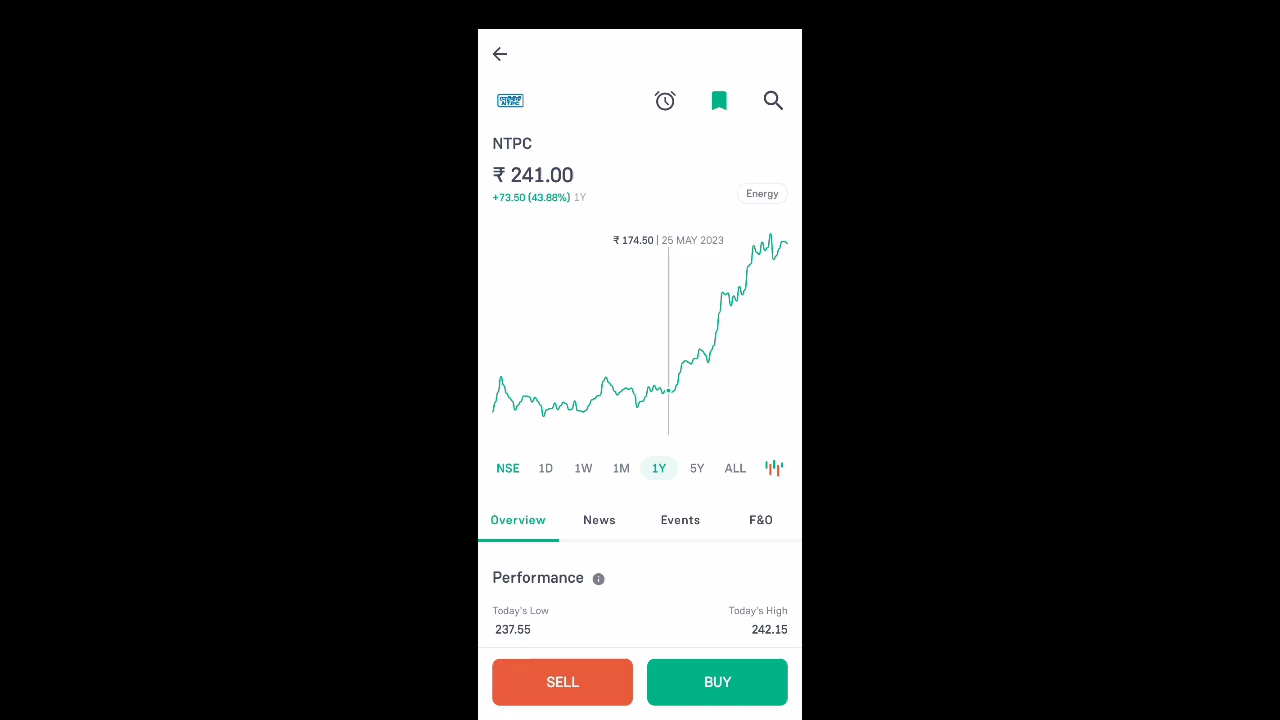 NTPC
NTPC
₹ 241.00
+73.50 (43.88%) 1Y
Energy
₹ 174.50 | 25 MAY 2023
NSE 1D 1W 1M 1Y 5Y ALL
Overview News Events F&O
Performance
Today's Low Today's High
237.55 242.15
SELL BUY